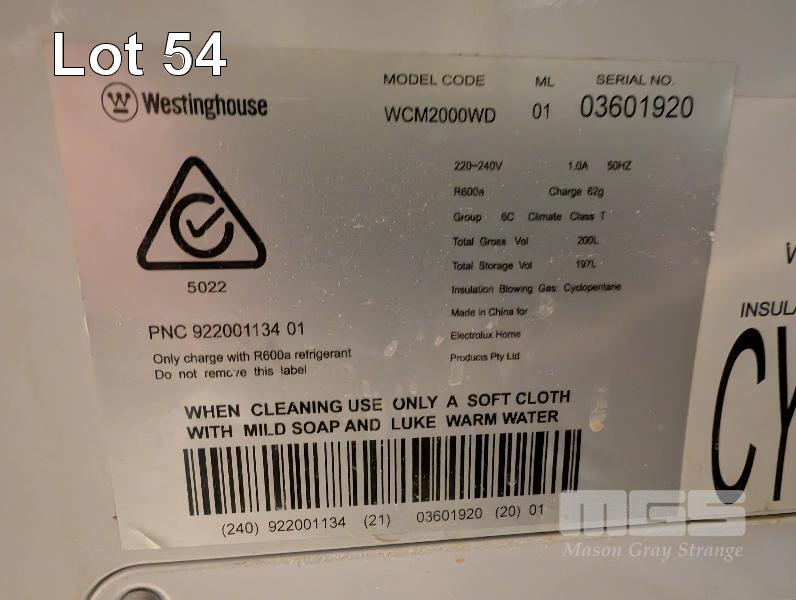 Lot 54
Westinghouse
MODEL CODE ML SERIAL NO.
WCM2000WD 01 03601920
220-240V 1.0A 50HZ
R600a Charge 62g
Group 6C Climate Class T
Total Gross Vol 200L
Total Storage Vol 197L
Insulation Blowing Gas: Cyclopentane
Made in China for
Electrolux Home
Products Pty Ltd
5022
PNC 922001134 01
Only charge with R600a refrigerant
Do not remove this label
WHEN CLEANING USE ONLY A SOFT CLOTH
WITH MILD SOAP AND LUKE WARM WATER
(240) 922001134 (21) 03601920 (20) 01
INSULA
CY
MGS
Mason Gray Strange